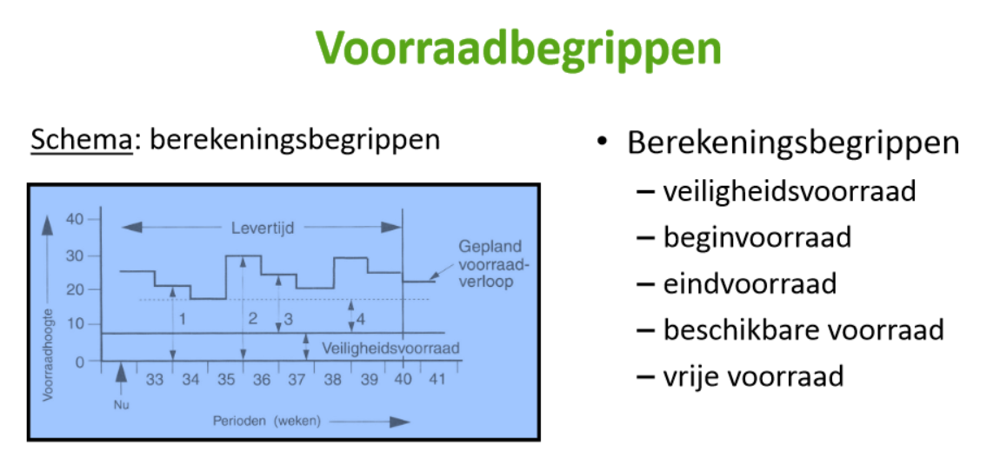 Voorraadbegrippen
Schema: berekeningsbegrippen
40
30
20
10
0
Voorraadhoogte
Levertijd
Gepland
voorraad-
verloop
1
2
3
4
Veiligheidsvoorraad
33 34 35 36 37 38 39 40 41
Nu
Perioden (weken)
• Berekeningsbegrippen
– veiligheidsvoorraad
– beginvoorraad
– eindvoorraad
– beschikbare voorraad
– vrije voorraad